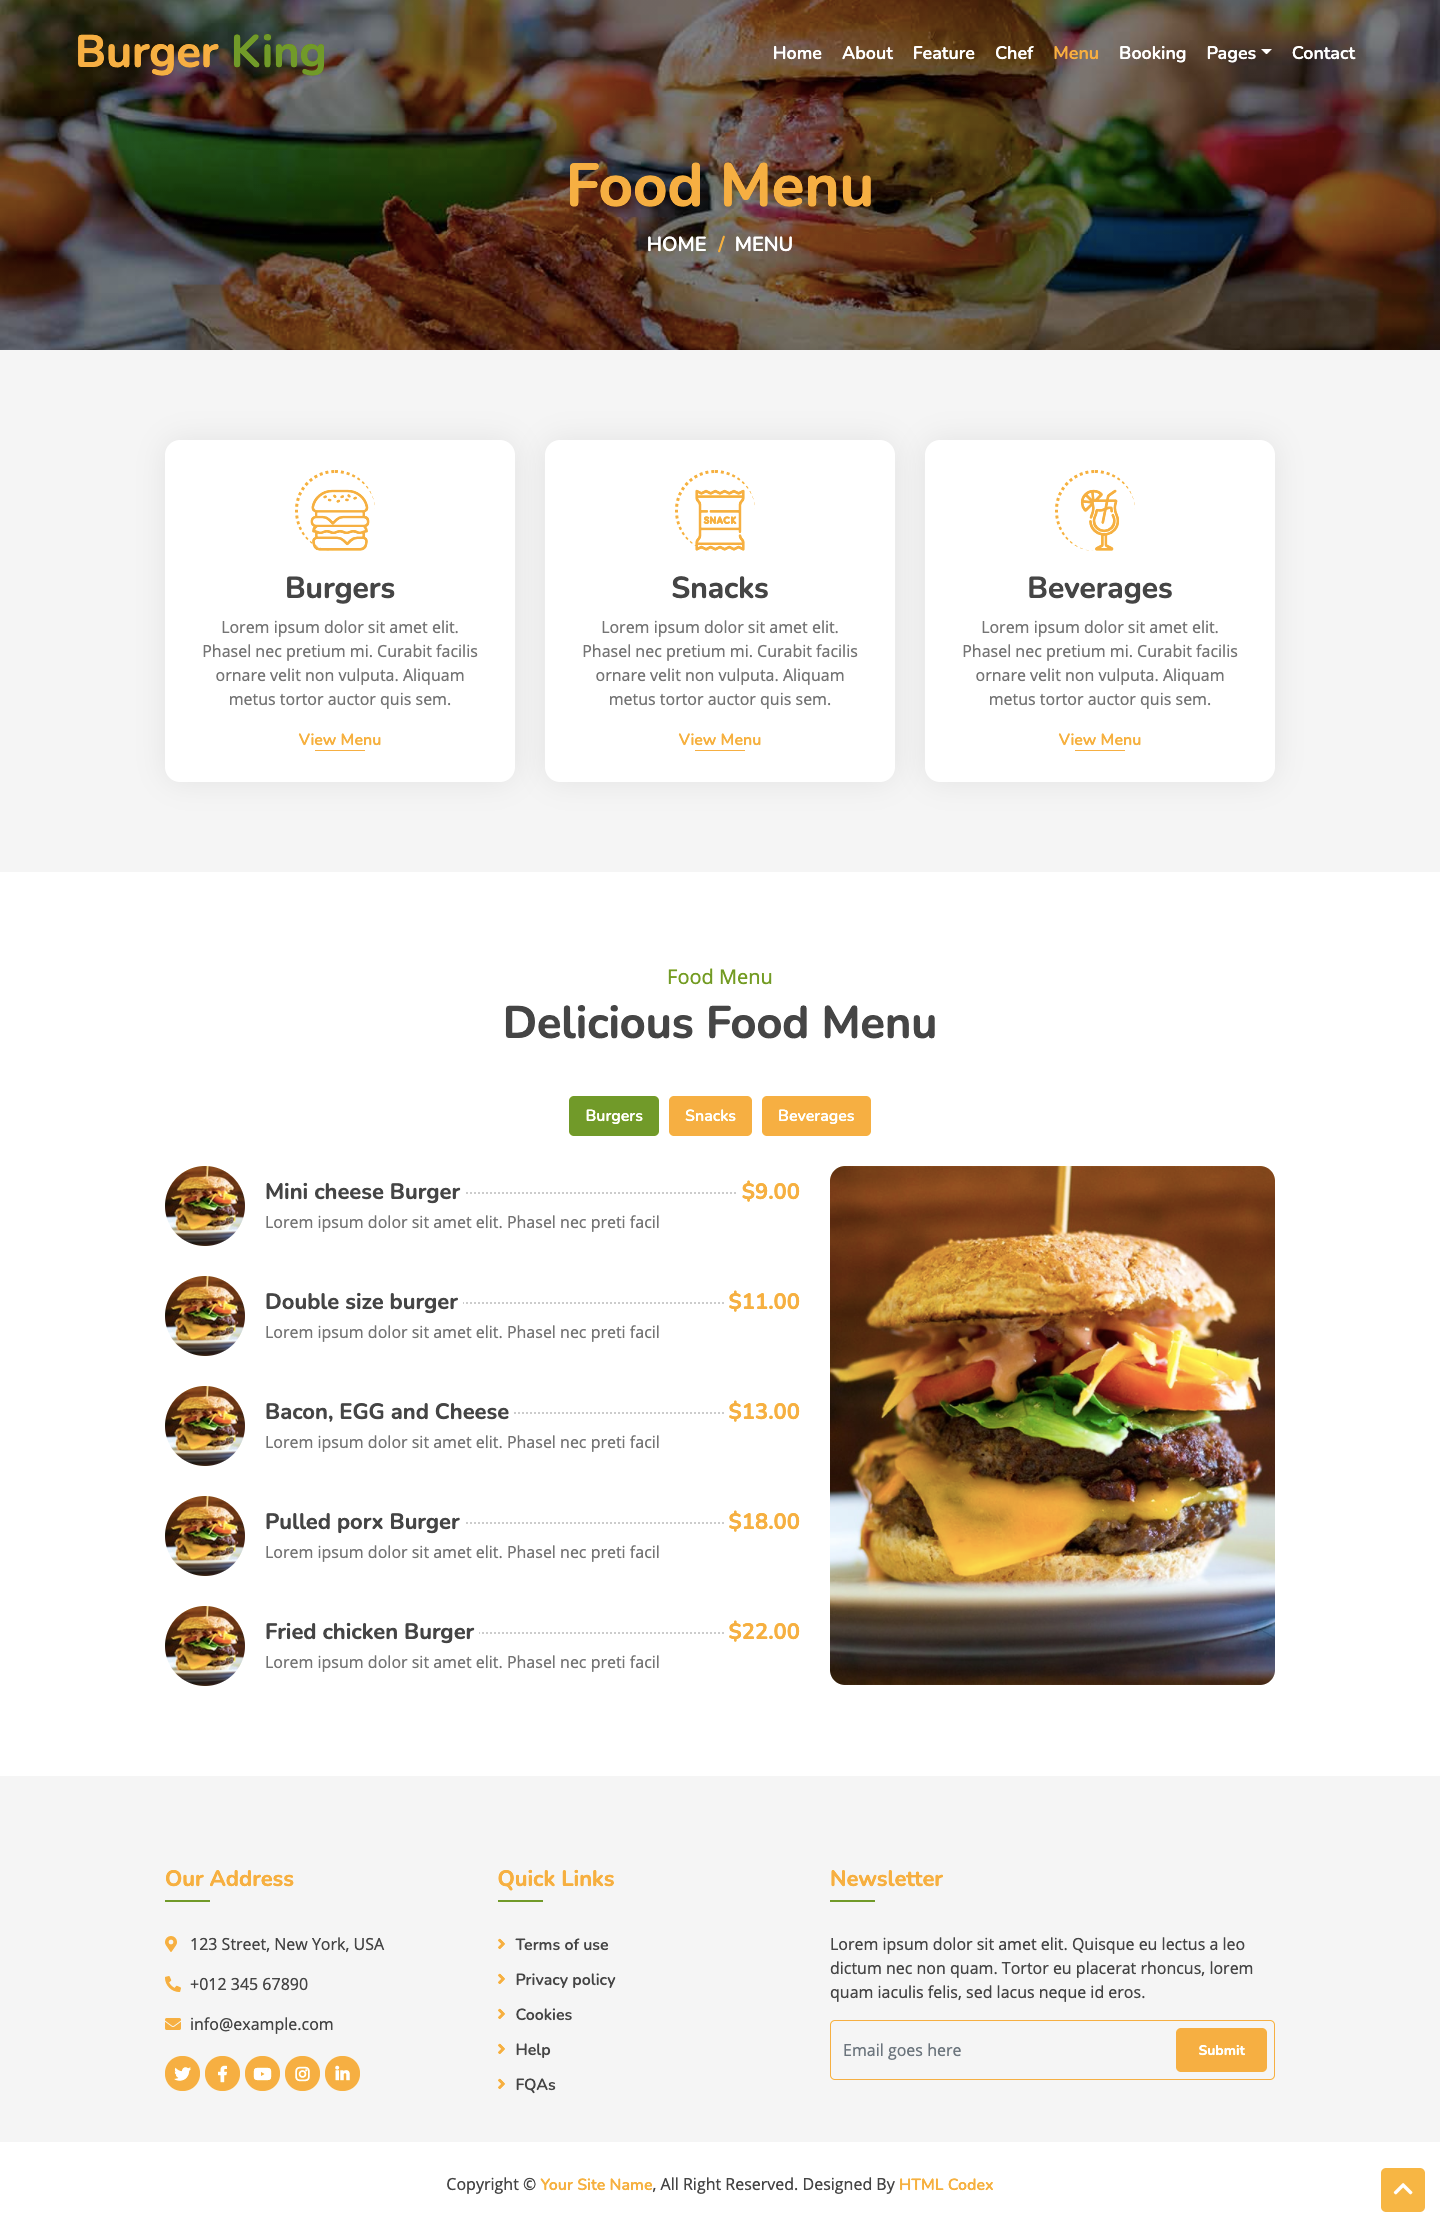 Burger King
Home About Feature Chef Menu Booking Pages Contact
Food Menu
HOME / MENU
SNACK
Burgers
Lorem ipsum dolor sit amet elit.
Phasel nec pretium mi. Curabit facilis
ornare velit non vulputa. Aliquam
metus tortor auctor quis sem.
View Menu
Snacks
Lorem ipsum dolor sit amet elit.
Phasel nec pretium mi. Curabit facilis
ornare velit non vulputa. Aliquam
metus tortor auctor quis sem.
View Menu
Beverages
Lorem ipsum dolor sit amet elit.
Phasel nec pretium mi. Curabit facilis
ornare velit non vulputa. Aliquam
metus tortor auctor quis sem.
View Menu
Food Menu
Delicious Food Menu
Burgers Snacks Beverages
Mini cheese Burger $9.00
Lorem ipsum dolor sit amet elit. Phasel nec preti facil
Double size burger $11.00
Lorem ipsum dolor sit amet elit. Phasel nec preti facil
Bacon, EGG and Cheese $13.00
Lorem ipsum dolor sit amet elit. Phasel nec preti facil
Pulled porx Burger $18.00
Lorem ipsum dolor sit amet elit. Phasel nec preti facil
Fried chicken Burger $22.00
Lorem ipsum dolor sit amet elit. Phasel nec preti facil
Our Address
123 Street, New York, USA
+012 345 67890
info@example.com
Quick Links
Terms of use
Privacy policy
Cookies
Help
FQAs
Newsletter
Lorem ipsum dolor sit amet elit. Quisque eu lectus a leo
dictum nec non quam. Tortor eu placerat rhoncus, lorem
quam iaculis felis, sed lacus neque id eros.
Email goes here
Submit
Copyright © Your Site Name, All Right Reserved. Designed By HTML Codex